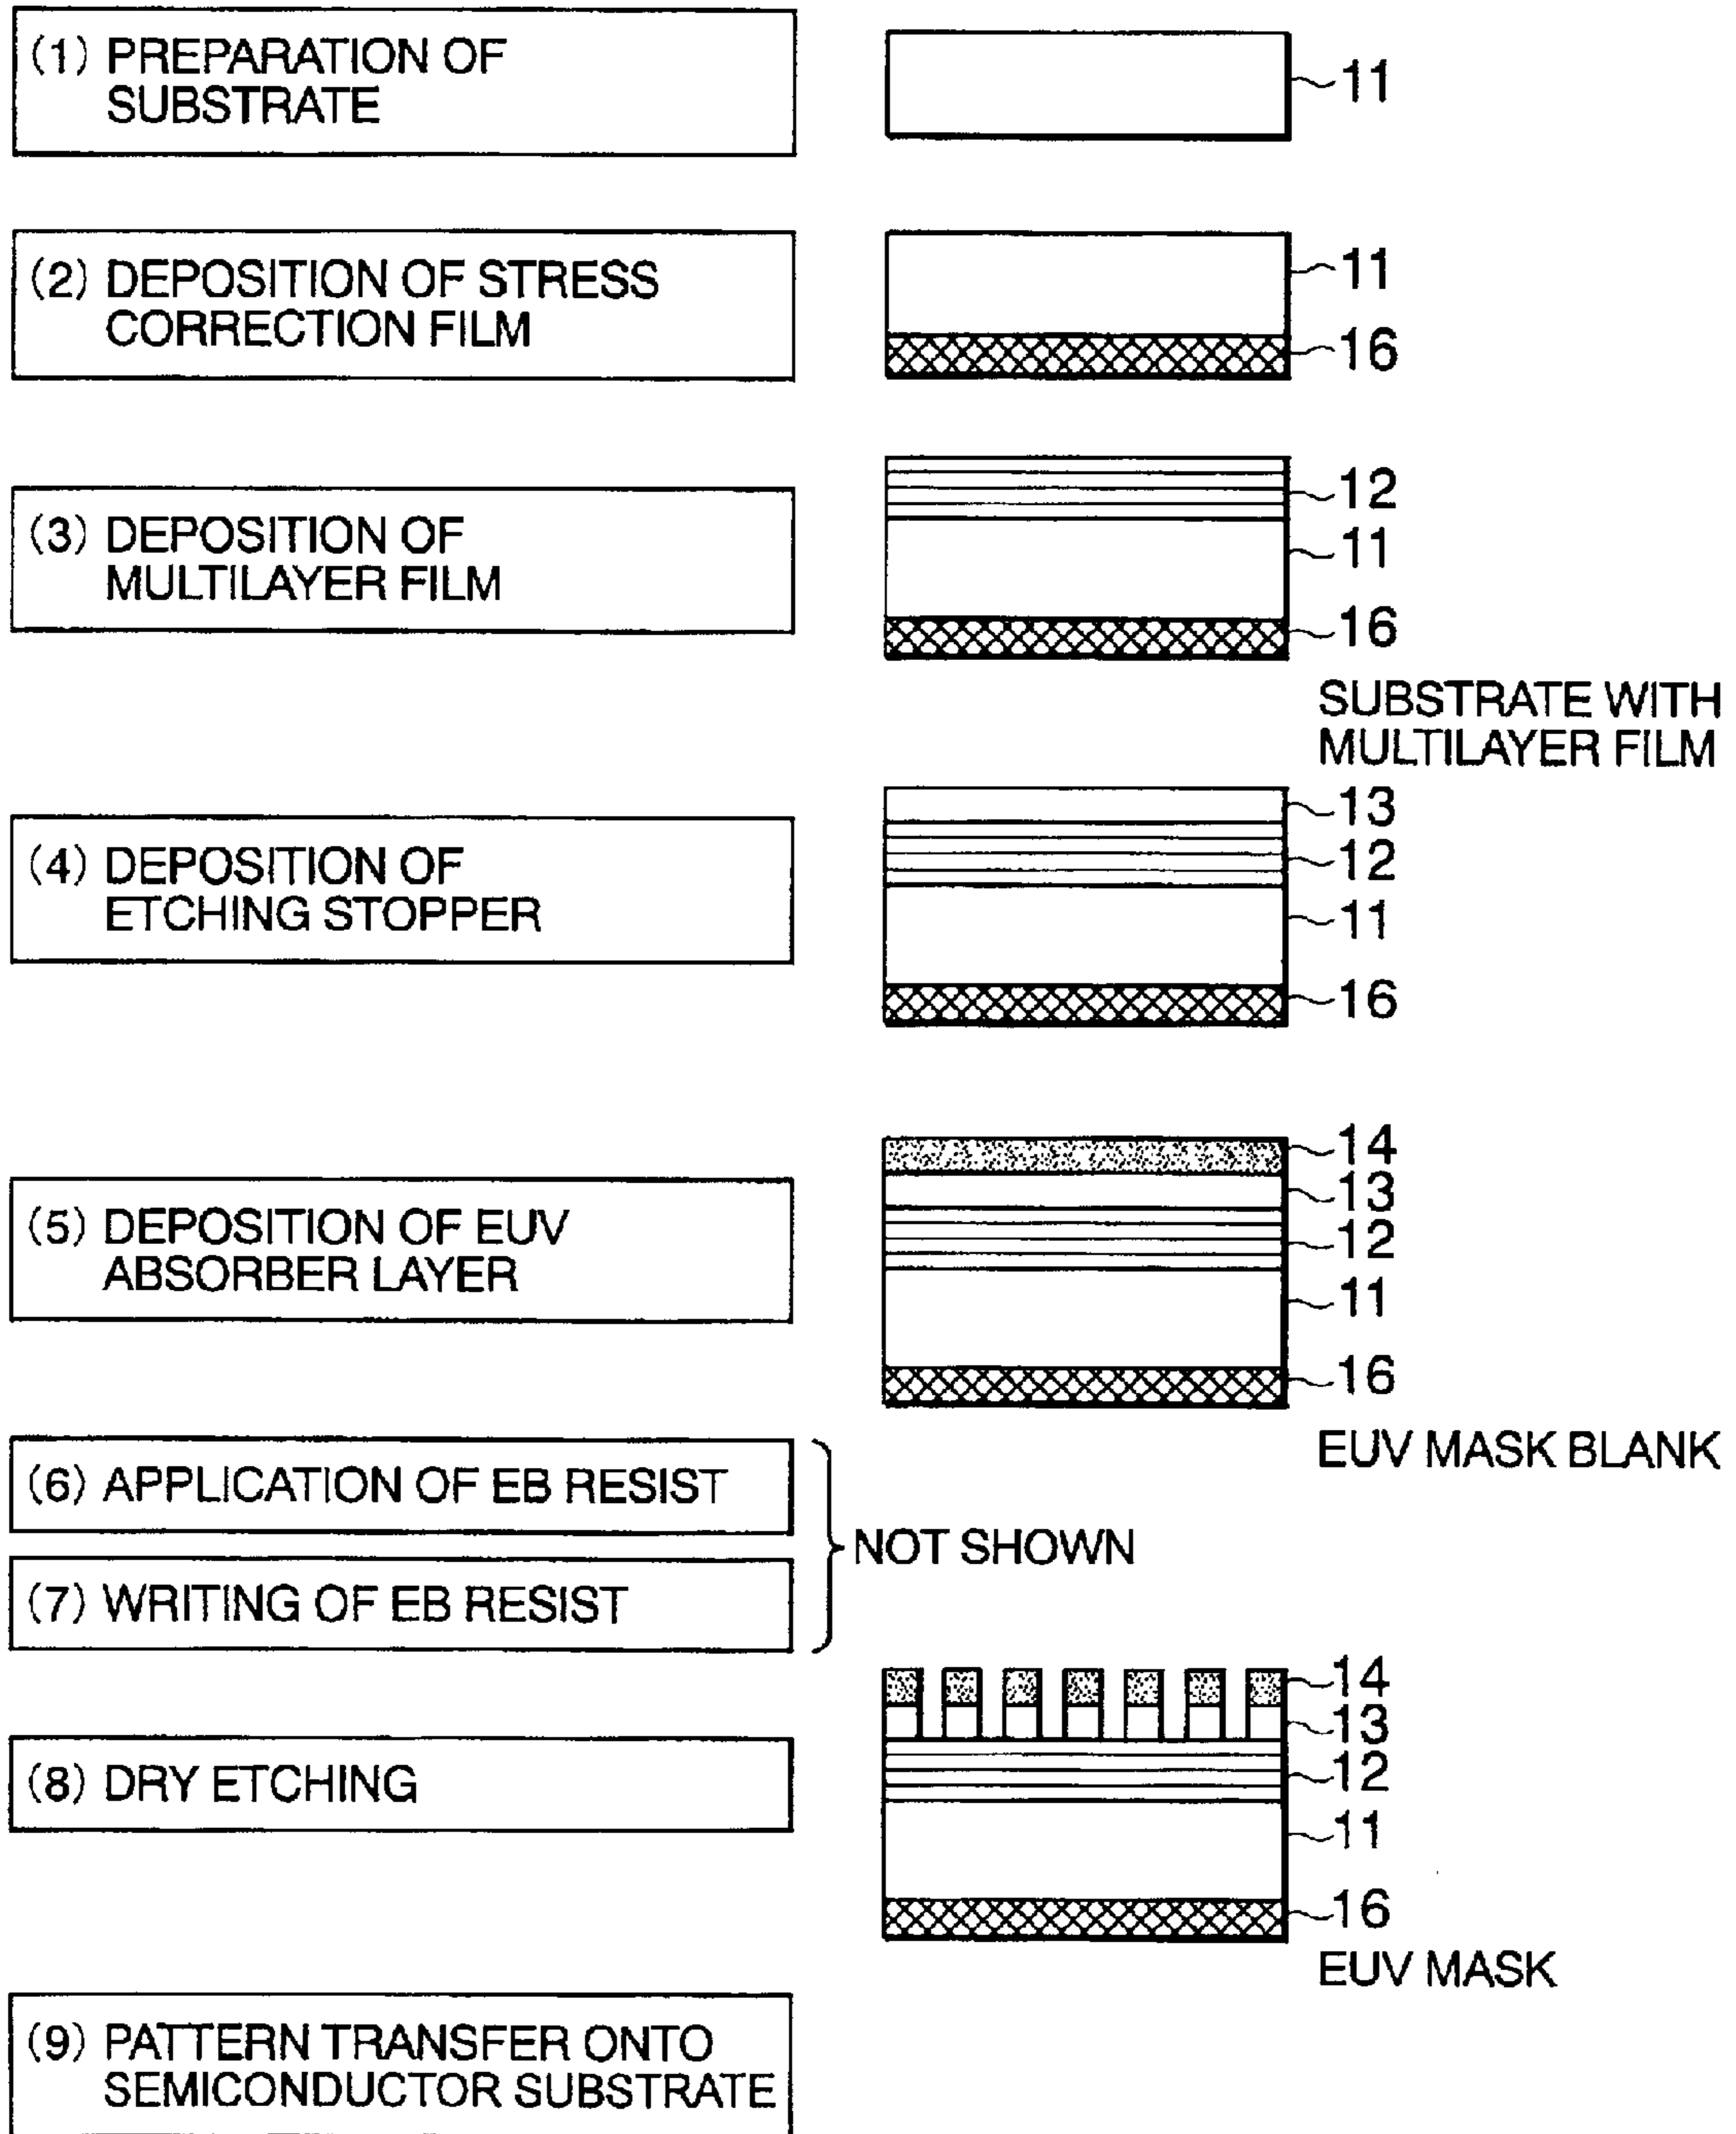 (1) PREPARATION OF
SUBSTRATE
11
(2) DEPOSITION OF STRESS
CORRECTION FILM
11
16
(3) DEPOSITION OF
MULTILAYER FILM
12
11
16
SUBSTRATE WITH
MULTILAYER FILM
(4) DEPOSITION OF
ETCHING STOPPER
13
12
11
16
(5) DEPOSITION OF EUV
ABSORBER LAYER
14
13
12
11
16
EUV MASK BLANK
(6) APPLICATION OF EB RESIST
(7) WRITING OF EB RESIST
NOT SHOWN
(8) DRY ETCHING
14
13
12
11
16
EUV MASK
(9) PATTERN TRANSFER ONTO
SEMICONDUCTOR SUBSTRATE